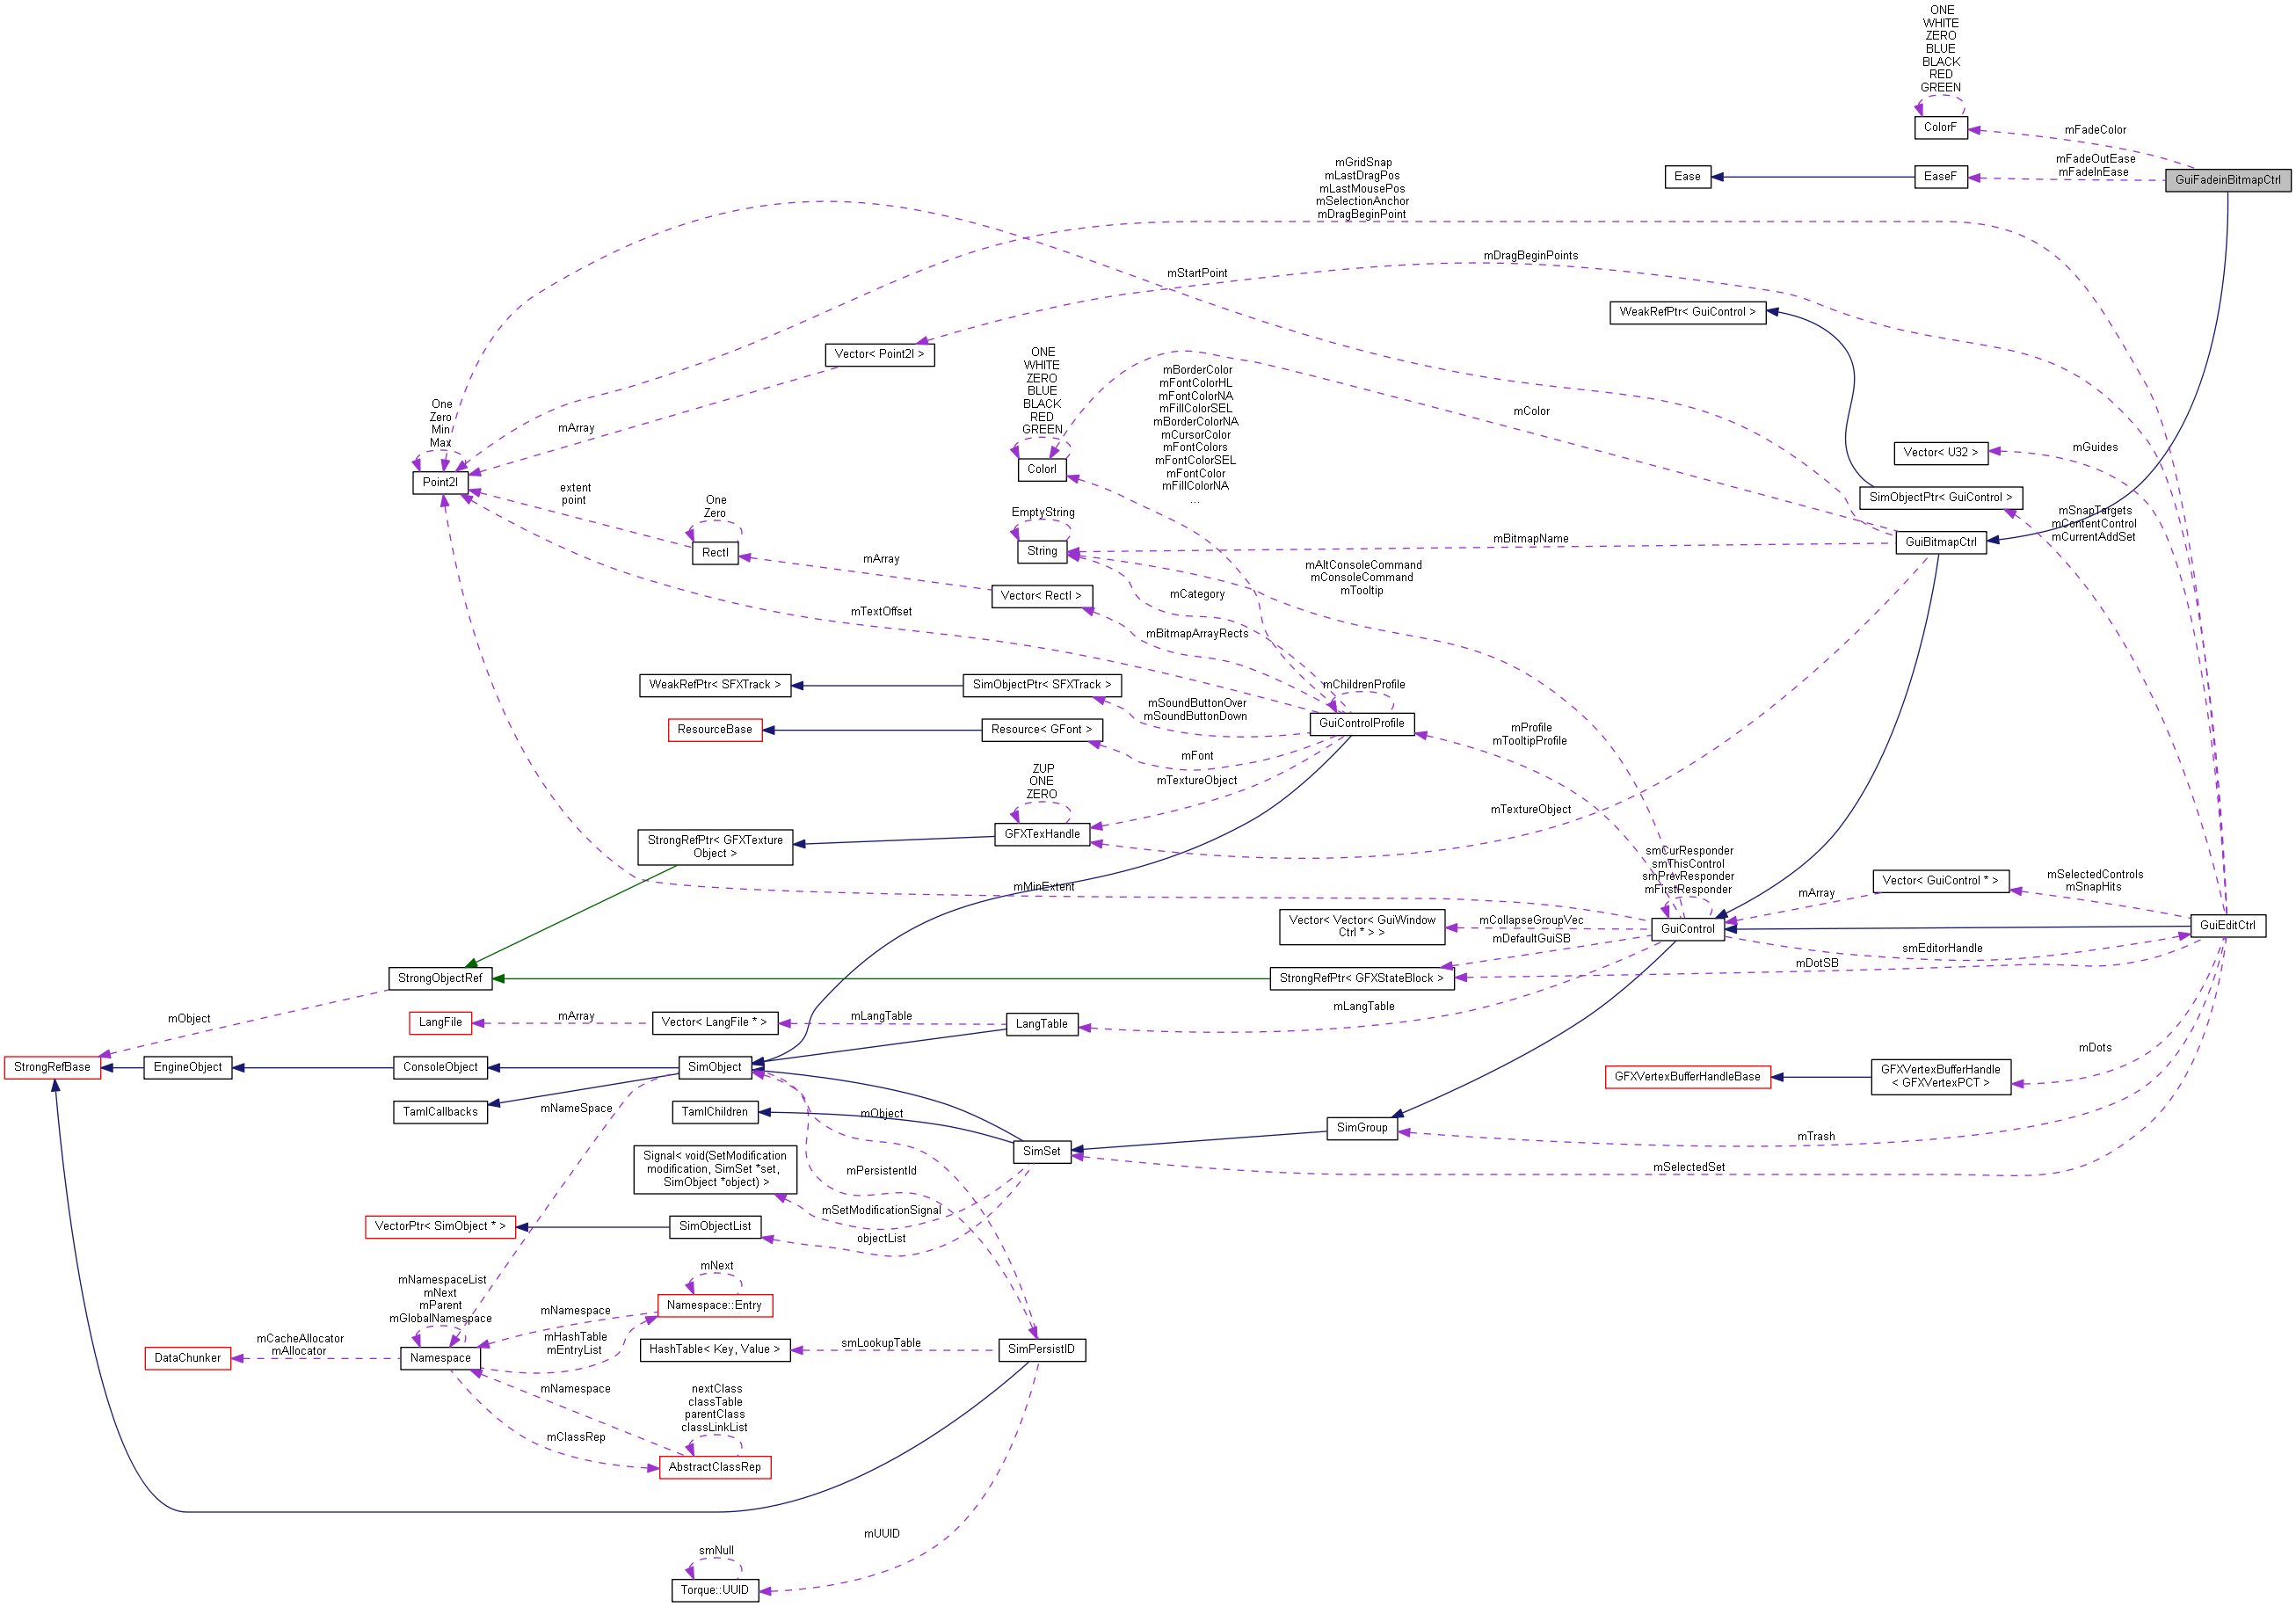 ONE
WHITE
ZERO
BLUE
BLACK
RED
GREEN
ColorF
mFadeColor
mFadeOutEase
mFadeInEase
Ease
EaseF
GuiFadeinBitmapCtrl
mGridSnap
mLastDragPos
mLastMousePos
mSelectionAnchor
mDragBeginPoint
mStartPoint
mDragBeginPoints
WeakRefPtr< GuiControl >
Vector< Point2I >
ONE
WHITE
ZERO
BLUE
BLACK
RED
GREEN
ColorI
mBorderColor
mFontColorHL
mFontColorNA
mFillColorSEL
mBorderColorNA
mCursorColor
mFontColors
mFontColorSEL
mFontColor
mFillColorNA
...
mColor
One
Zero
Min
Max
Point2I
mArray
mGuides
Vector< U32 >
SimObjectPtr< GuiControl >
mSnapTargets
mContentControl
mCurrentAddSet
extent
point
One
Zero
RectI
EmptyString
String
mBitmapName
GuiBitmapCtrl
mArray
Vector< RectI >
mAltConsoleCommand
mConsoleCommand
mTooltip
mCategory
mTextOffset
mBitmapArrayRects
WeakRefPtr< SFXTrack >
SimObjectPtr< SFXTrack >
mChildrenProfile
GuiControlProfile
mSoundButtonOver
mSoundButtonDown
ResourceBase
Resource< GFont >
mProfile
mTooltipProfile
mFont
mTextureObject
ZUP
ONE
ZERO
GFXTexHandle
mTextureObject
StrongRefPtr< GFXTexture
Object >
mMinExtent
smCurResponder
smThisControl
smPrevResponder
mFirstResponder
GuiControl
mArray
Vector< GuiControl * >
mSelectedControls
mSnapHits
GuiEditCtrl
Vector< Vector< GuiWindow
Ctrl * > >
mCollapseGroupVec
mDefaultGuiSB
smEditorHandle
mDotSB
StrongObjectRef
StrongRefPtr< GFXStateBlock >
mObject
LangFile
mArray
Vector< LangFile * >
mLangTable
LangTable
mLangTable
StrongRefBase
EngineObject
ConsoleObject
SimObject
mDots
GFXVertexBufferHandleBase
GFXVertexBufferHandle
< GFXVertexPCT >
TamlCallbacks
mNameSpace
TamlChildren
mObject
SimGroup
mTrash
SimSet
mSelectedSet
Signal< void(SetModification
modification, SimSet *set,
SimObject *object) >
mPersistentId
mSetModificationSignal
VectorPtr< SimObject * >
SimObjectList
objectList
mNext
Namespace::Entry
mNamespaceList
mNext
mParent
mGlobalNamespace
Namespace
mNamespace
mHashTable
mEntryList
mCacheAllocator
mAllocator
DataChunker
HashTable< Key, Value >
smLookupTable
SimPersistID
mNamespace
nextClass
classTable
parentClass
classLinkList
mClassRep
AbstractClassRep
mUUID
smNull
Torque::UUID